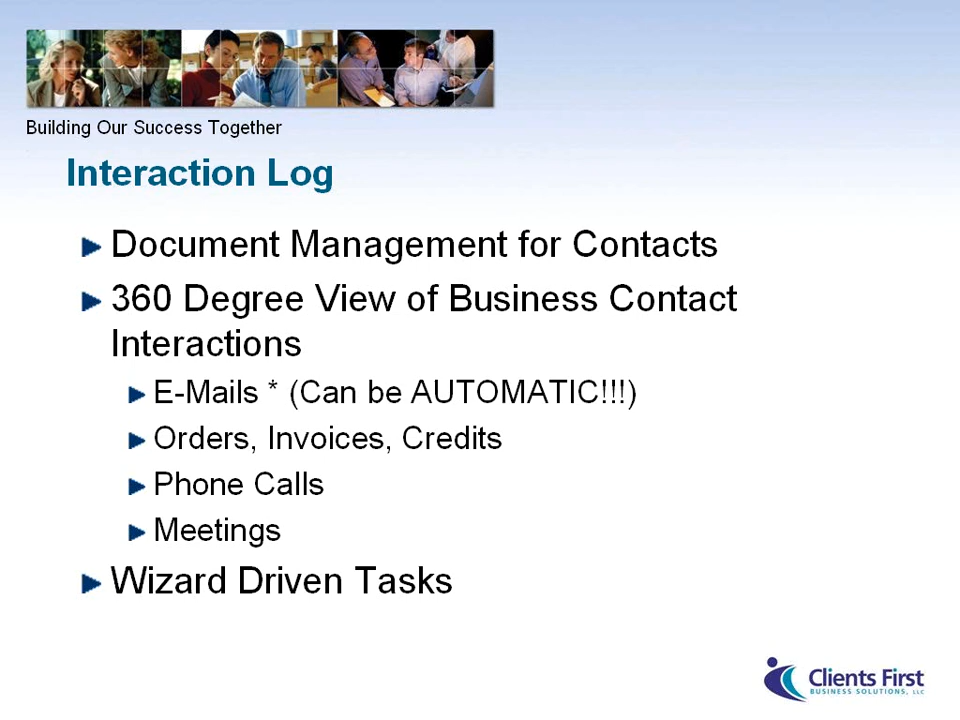 Building Our Success Together
Interaction Log
Document Management for Contacts
360 Degree View of Business Contact
Interactions
E-Mails * (Can be AUTOMATIC!!!)
Orders, Invoices, Credits
Phone Calls
Meetings
Wizard Driven Tasks
Clients First
BUSINESS SOLUTIONS, LLC